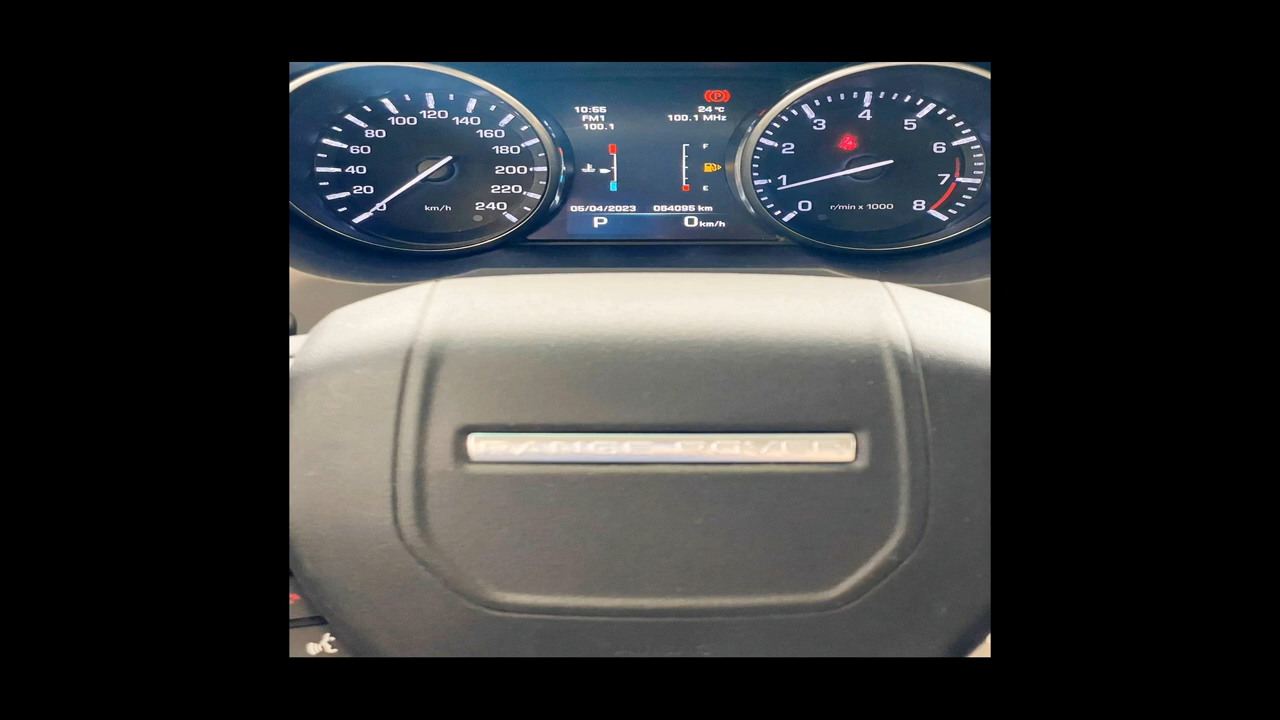 0
20
40
60
80
100
120
140
160
180
200
220
240
km/h
10:55
FM1
100.1
24 °C
100.1 MHz
F
E
05/04/2023
064095 km
P
0 km/h
0
1
2
3
4
5
6
7
8
r/min x 1000
RANGE ROVER